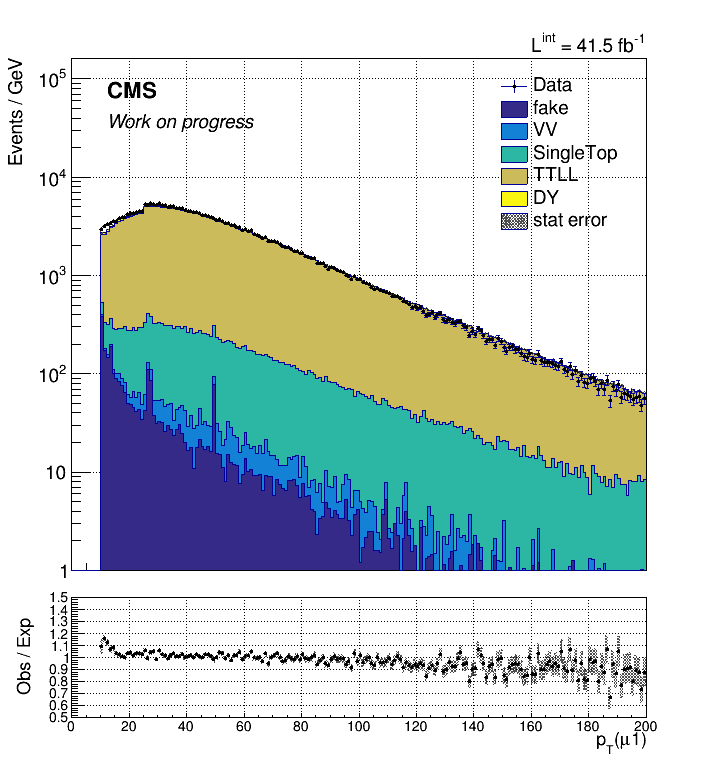 L^int = 41.5 fb^-1
Events / GeV
10^5
10^4
10^3
10^2
10
1
CMS
Work on progress
Data
fake
VV
SingleTop
TTLL
DY
stat error
Obs / Exp
1.5
1.4
1.3
1.2
1.1
1
0.9
0.8
0.7
0.6
0.5
0 20 40 60 80 100 120 140 160 180 200
p_T(μ1)